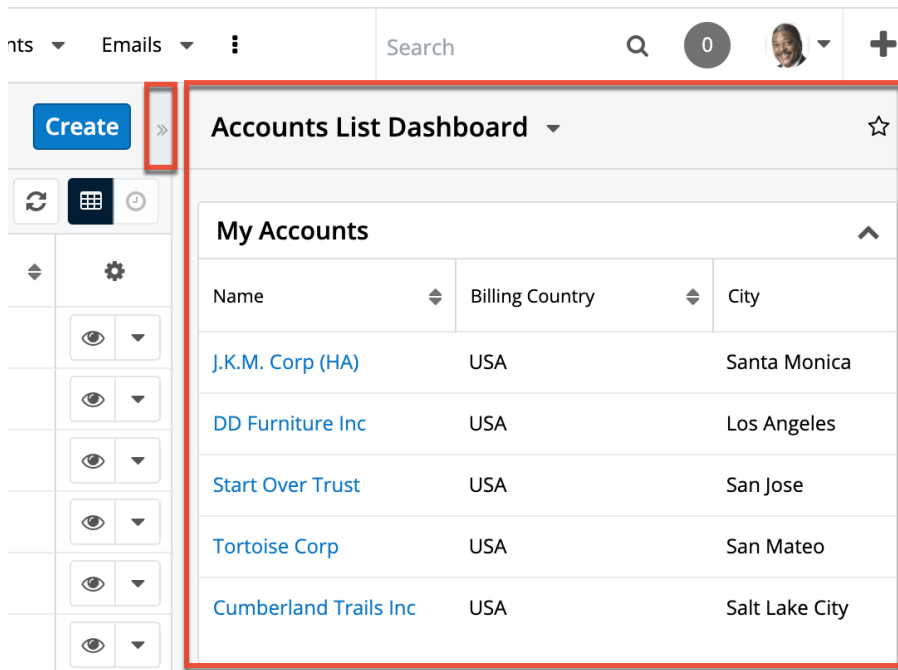 nts Emails Search 0
Create » Accounts List Dashboard
My Accounts
Name Billing Country City
J.K.M. Corp (HA) USA Santa Monica
DD Furniture Inc USA Los Angeles
Start Over Trust USA San Jose
Tortoise Corp USA San Mateo
Cumberland Trails Inc USA Salt Lake City